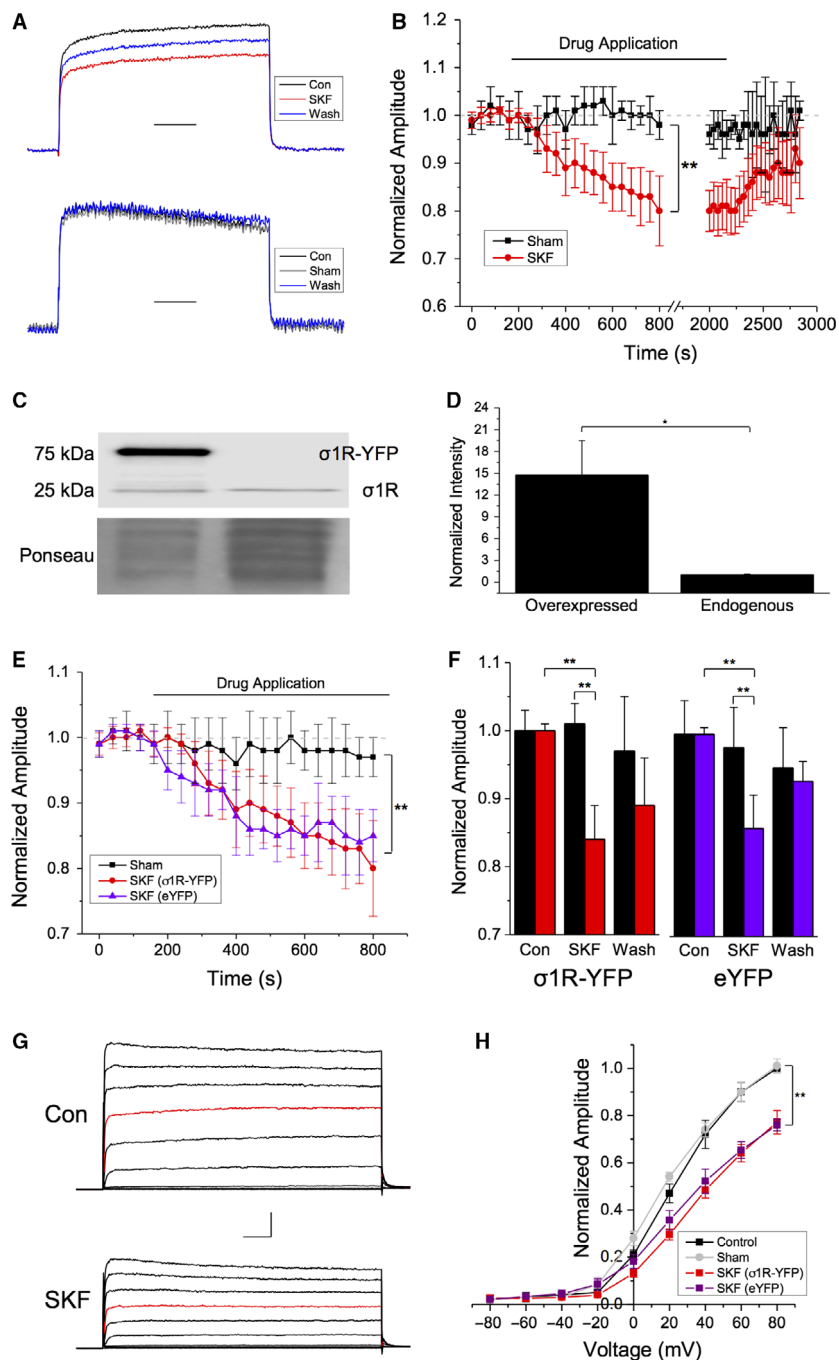 A
Con
SKF
Wash
Con
Sham
Wash
B
Drug Application
Normalized Amplitude
1.2
1.1
1.0
0.9
0.8
0.7
0.6
**
Sham
SKF
0 200 400 600 800 2000 2500 3000
Time (s)
C
75 kDa σ1R-YFP
25 kDa σ1R
Ponseau
D
Normalized Intensity
24
21
18
15
12
9
6
3
0
*
Overexpressed Endogenous
E
Drug Application
Normalized Amplitude
1.1
1.0
0.9
0.8
0.7
**
Sham
SKF (σ1R-YFP)
SKF (eYFP)
0 200 400 600 800
Time (s)
F
Normalized Amplitude
1.1
1.0
0.9
0.8
0.7
** **
** **
Con SKF Wash Con SKF Wash
σ1R-YFP eYFP
G
Con
SKF
H
Normalized Amplitude
1.0
0.8
0.6
0.4
0.2
0.0
**
Control
Sham
SKF (σ1R-YFP)
SKF (eYFP)
−80 −60 −40 −20 0 20 40 60 80
Voltage (mV)